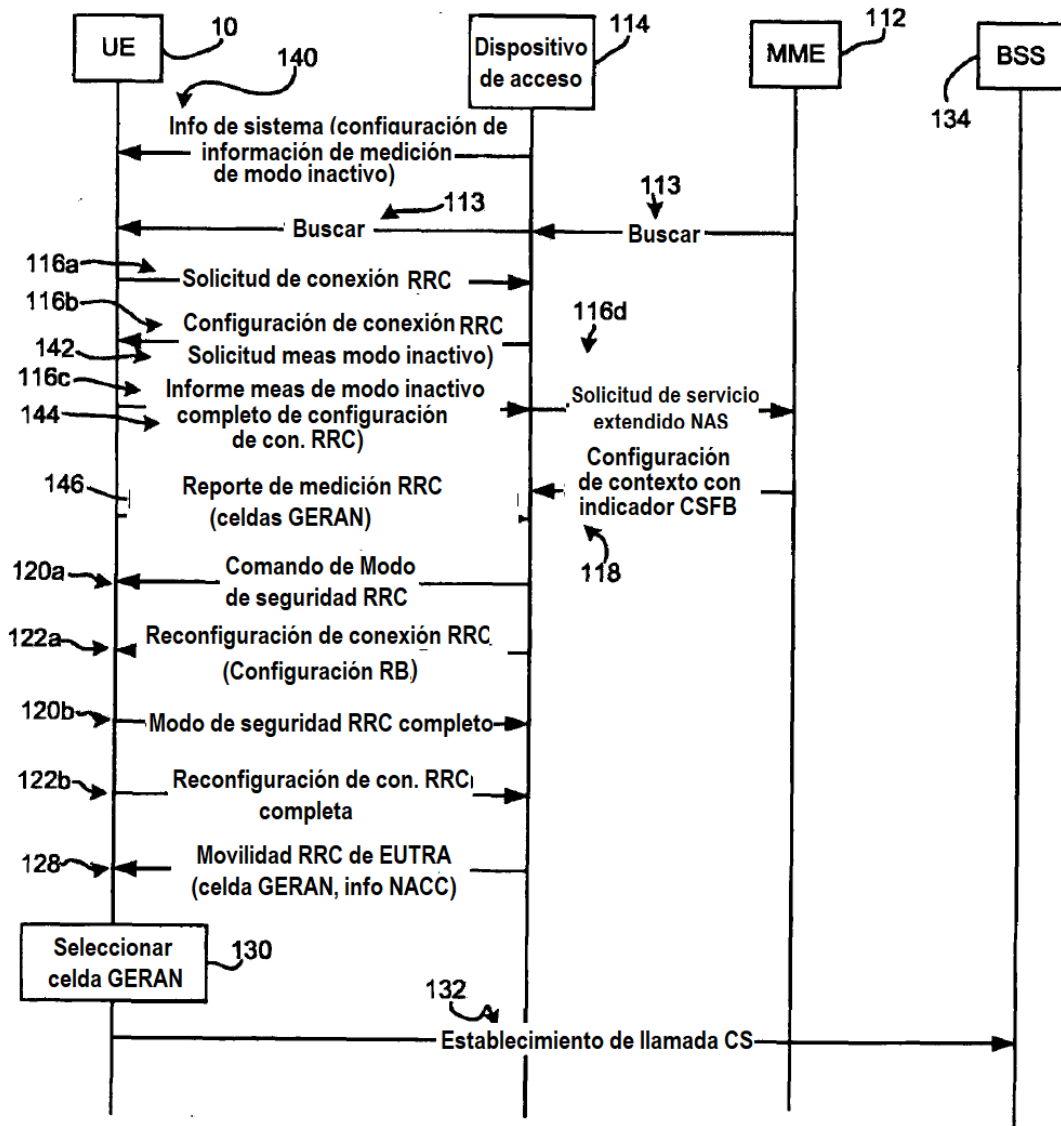 UE
10
Dispositivo
de acceso
114
MME
112
BSS
134
140
Info de sistema (configuración de
información de medición
de modo inactivo)
113
Buscar
113
Buscar
116a
Solicitud de conexión RRC
116b
Configuración de conexión RRC
142
Solicitud meas modo inactivo)
116d
116c
Informe meas de modo inactivo
144
completo de configuración
de con. RRC)
Solicitud de servicio
extendido NAS
146
Reporte de medición RRC
(celdas GERAN)
Configuración
de contexto con
indicador CSFB
118
120a
Comando de Modo
de seguridad RRC
122a
Reconfiguración de conexión RRC
(Configuración RB)
120b
Modo de seguridad RRC completo
122b
Reconfiguración de con. RRC
completa
128
Movilidad RRC de EUTRA
(celda GERAN, info NACC)
Seleccionar
celda GERAN
130
132
Establecimiento de llamada CS